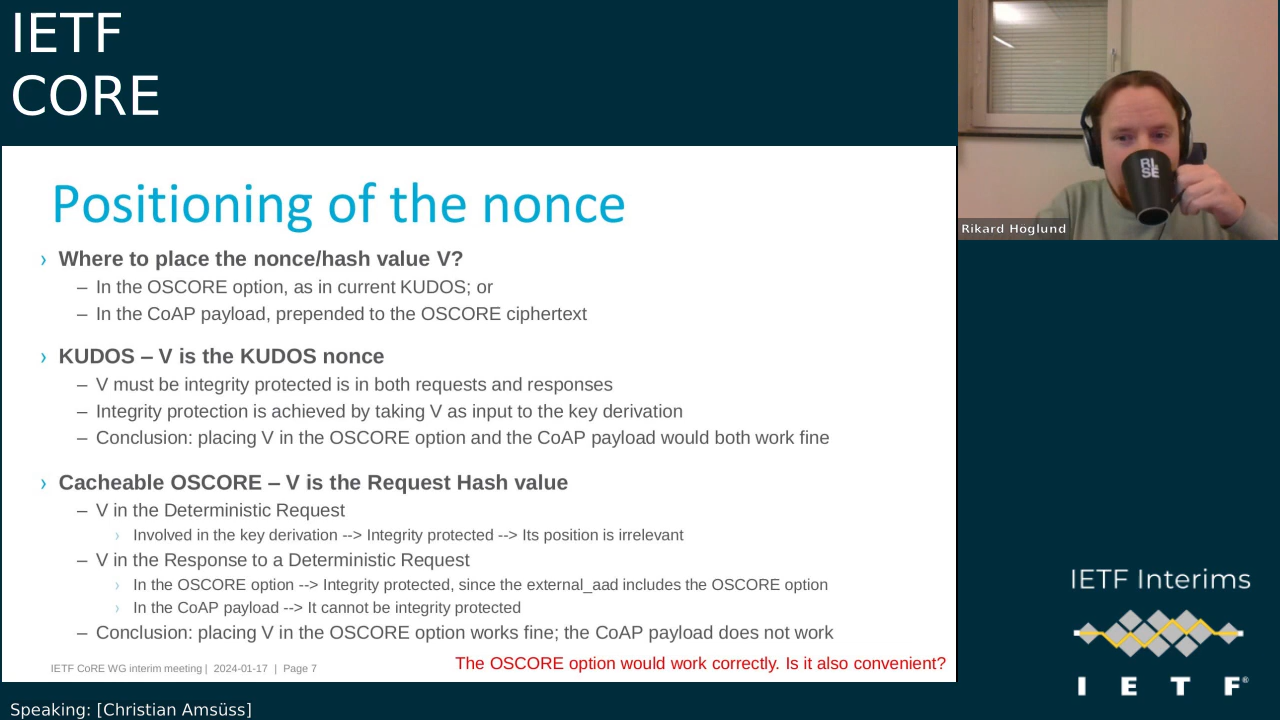 IETF
CORE
Positioning of the nonce
› Where to place the nonce/hash value V?
– In the OSCORE option, as in current KUDOS; or
– In the CoAP payload, prepended to the OSCORE ciphertext
› KUDOS – V is the KUDOS nonce
– V must be integrity protected is in both requests and responses
– Integrity protection is achieved by taking V as input to the key derivation
– Conclusion: placing V in the OSCORE option and the CoAP payload would both work fine
› Cacheable OSCORE – V is the Request Hash value
– V in the Deterministic Request
› Involved in the key derivation --> Integrity protected --> Its position is irrelevant
– V in the Response to a Deterministic Request
› In the OSCORE option --> Integrity protected, since the external_aad includes the OSCORE option
› In the CoAP payload --> It cannot be integrity protected
– Conclusion: placing V in the OSCORE option works fine; the CoAP payload does not work
The OSCORE option would work correctly. Is it also convenient?
IETF CoRE WG interim meeting | 2024-01-17 | Page 7
RI.
SE
Rikard Hoglund
IETF Interims
I E T F®
Speaking: [Christian Amsüss]